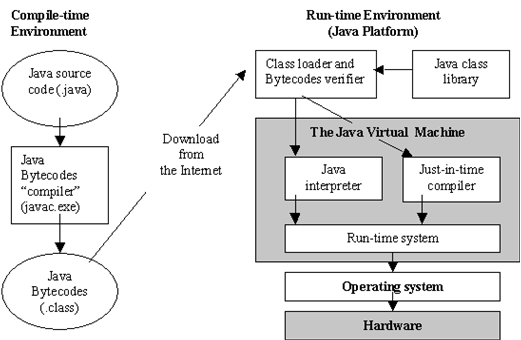 Compile-time
Environment
Java source
code (.java)
Java
Bytecodes
“compiler”
(javac.exe)
Java
Bytecodes
(.class)
Download
from
the Internet
Run-time Environment
(Java Platform)
Class loader and
Bytecodes verifier
Java class
library
The Java Virtual Machine
Java
interpreter
Just-in-time
compiler
Run-time system
Operating system
Hardware